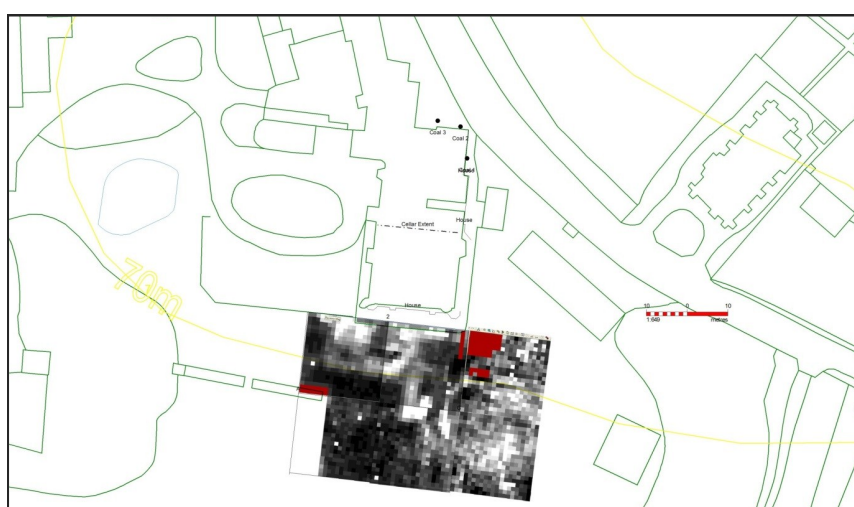 Coal 3
Coal 2
House
Cellar Extent
House
2
70m
10 0 10
1:649 metres